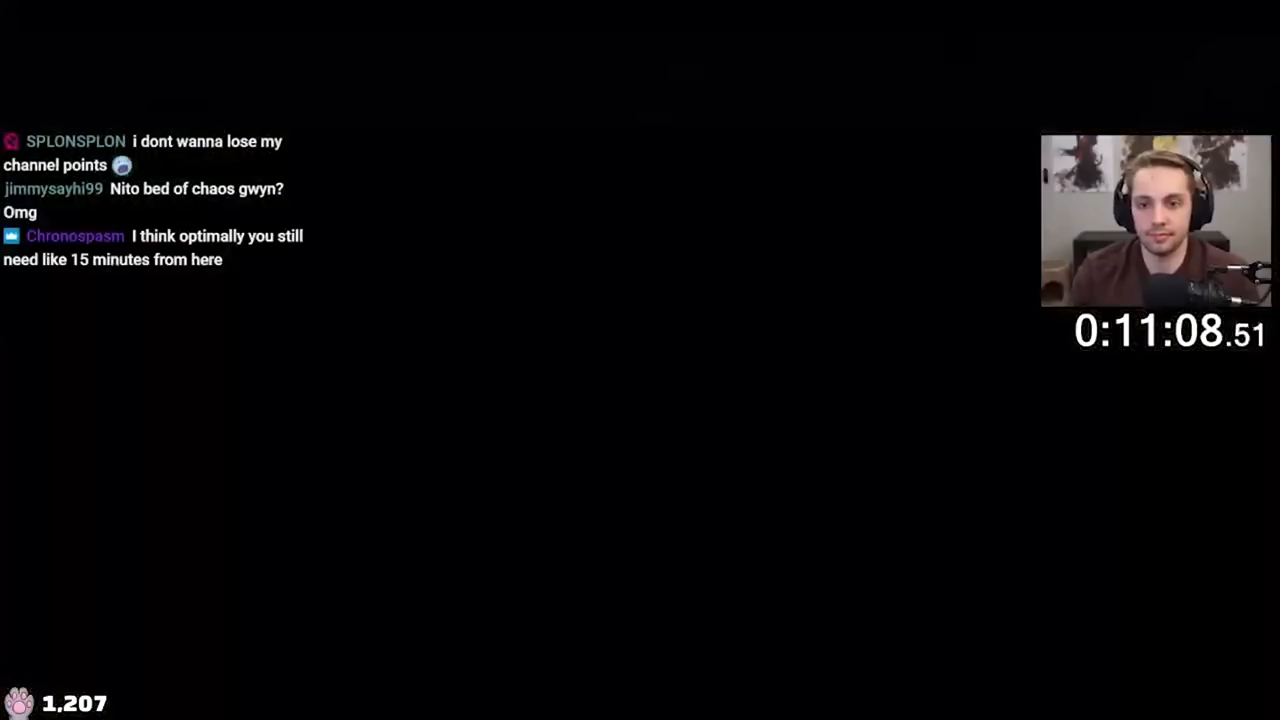 SPLONSPLON i dont wanna lose my
channel points
jimmysayhi99 Nito bed of chaos gwyn?
Omg
Chronospasm I think optimally you still
need like 15 minutes from here
0:11:08.51
1,207